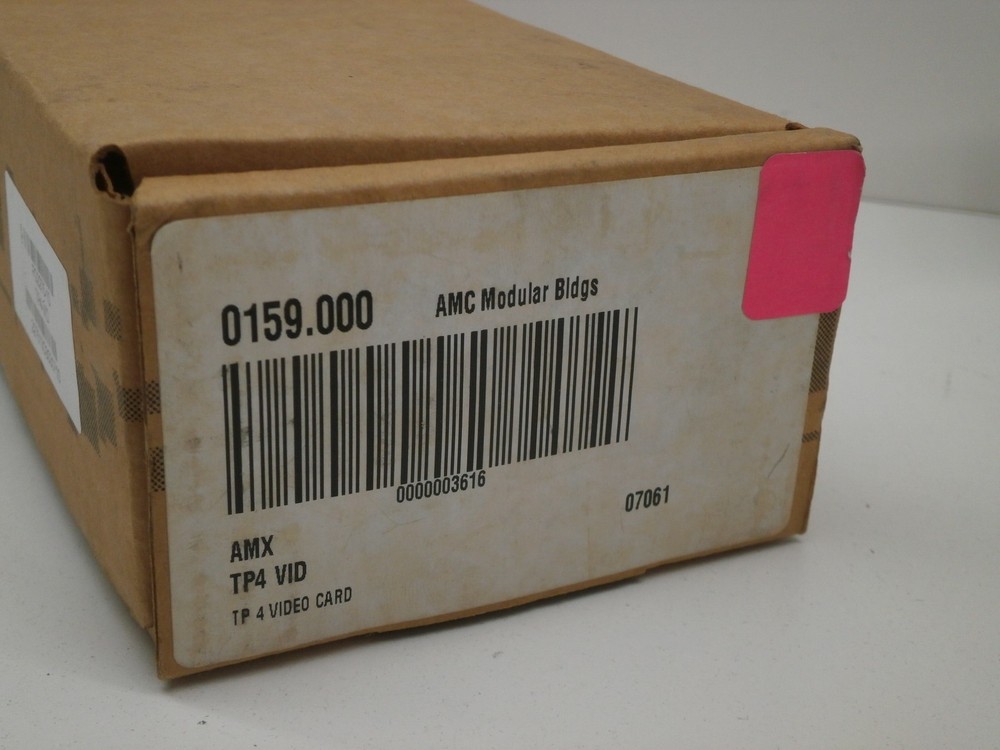 0159.000
AMC Modular Bldgs
0000003616
07061
AMX
TP4 VID
TP 4 VIDEO CARD